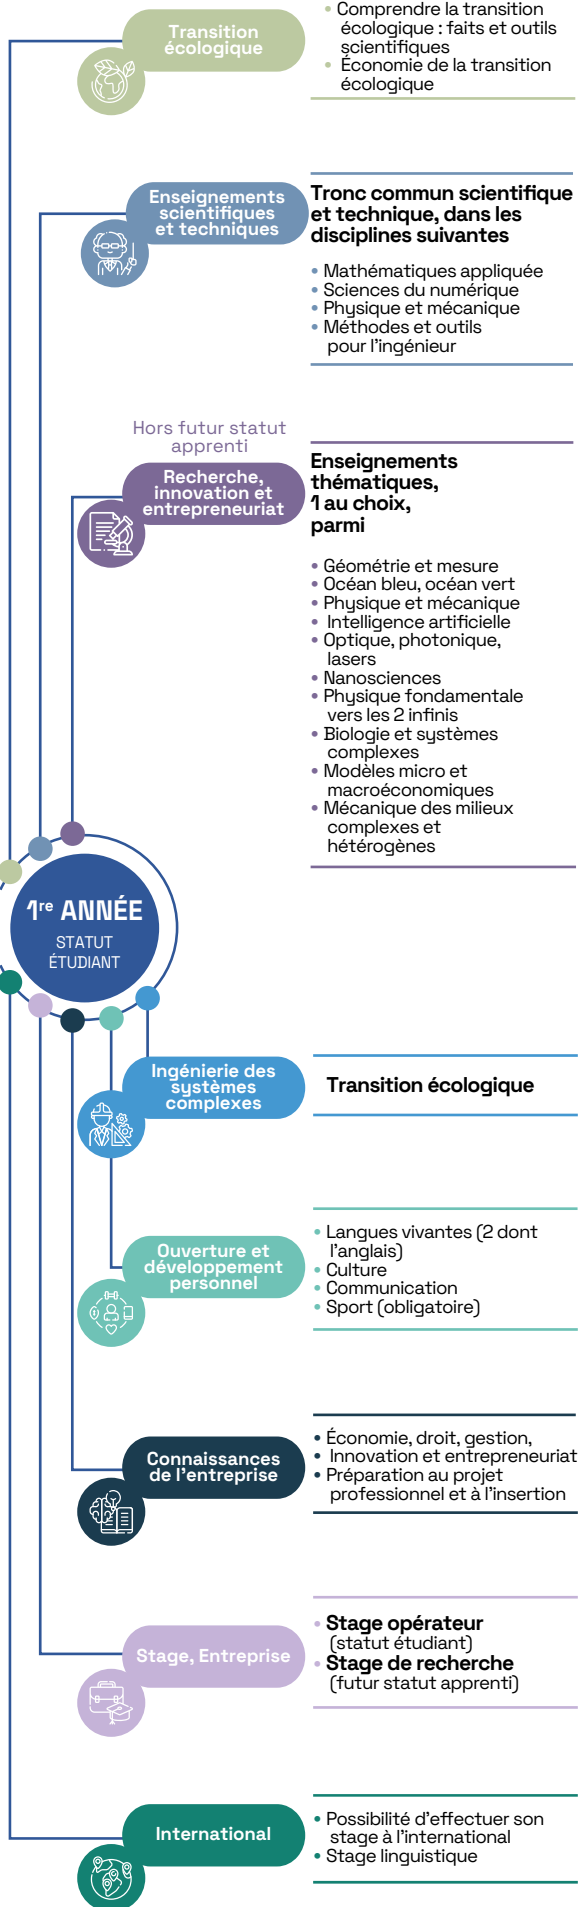 Transition
écologique
• Comprendre la transition
écologique : faits et outils
scientifiques
• Économie de la transition
écologique
Enseignements
scientifiques
et techniques
Tronc commun scientifique
et technique, dans les
disciplines suivantes
• Mathématiques appliquée
• Sciences du numérique
• Physique et mécanique
• Méthodes et outils
pour l'ingénieur
Hors futur statut
apprenti
Recherche,
innovation et
entrepreneuriat
Enseignements
thématiques,
1 au choix,
parmi
• Géométrie et mesure
• Océan bleu, océan vert
• Physique et mécanique
• Intelligence artificielle
• Optique, photonique,
lasers
• Nanosciences
• Physique fondamentale
vers les 2 infinis
• Biologie et systèmes
complexes
• Modèles micro et
macroéconomiques
• Mécanique des milieux
complexes et
hétérogènes
1re ANNÉE
STATUT
ÉTUDIANT
Ingénierie des
systèmes
complexes
Transition écologique
Ouverture et
développement
personnel
• Langues vivantes (2 dont
l'anglais)
• Culture
• Communication
• Sport (obligatoire)
Connaissances
de l'entreprise
• Économie, droit, gestion,
• Innovation et entrepreneuriat
• Préparation au projet
professionnel et à l'insertion
Stage, Entreprise
• Stage opérateur
(statut étudiant)
• Stage de recherche
(futur statut apprenti)
International
• Possibilité d'effectuer son
stage à l'international
• Stage linguistique